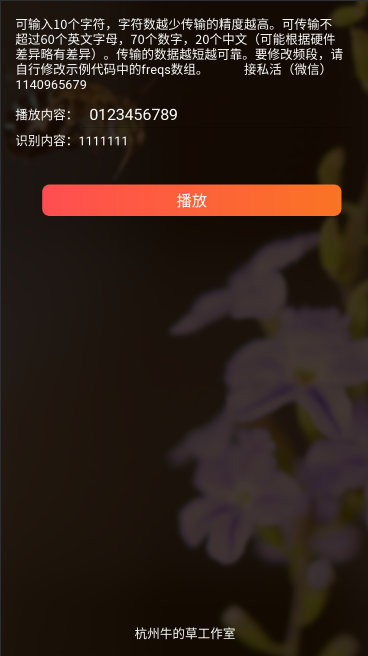 可输入10个字符，字符数越少传输的精度越高。可传输不
超过60个英文字母，70个数字，20个中文（可能根据硬件
差异略有差异）。传输的数据越短越可靠。要修改频段，请
自行修改示例代码中的freqs数组。 接私活（微信）
1140965679
播放内容： 0123456789
识别内容：1111111
播放
杭州牛的草工作室